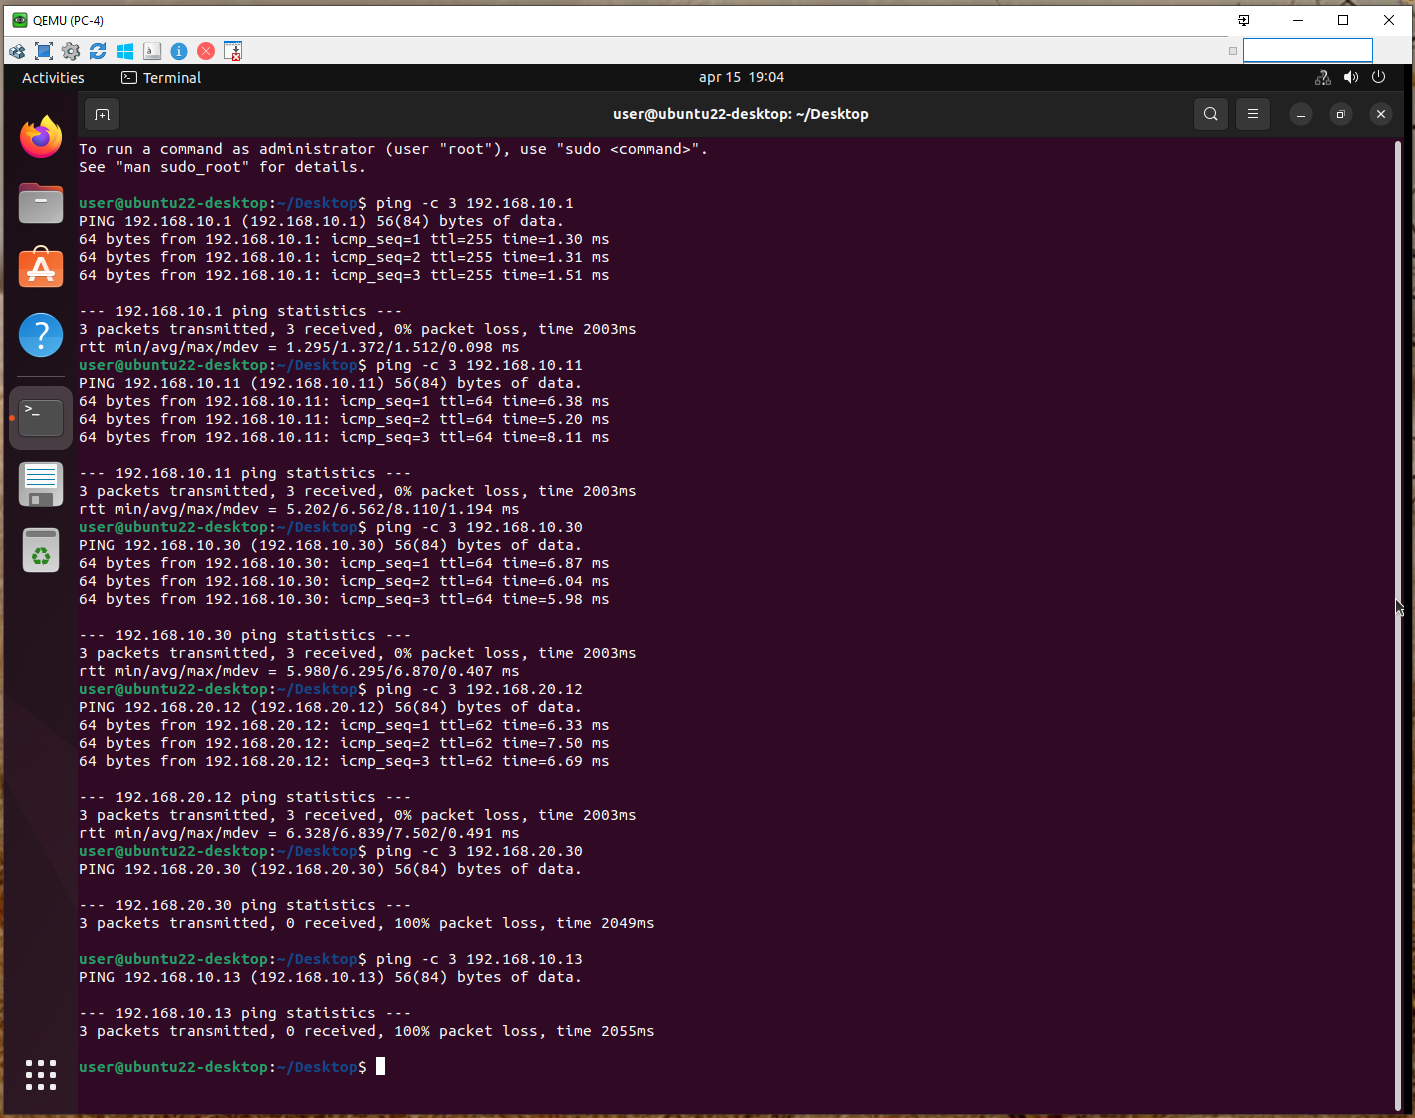 QEMU (PC-4)
Activities
Terminal
apr 15 19:04
user@ubuntu22-desktop: ~/Desktop
To run a command as administrator (user "root"), use "sudo <command>".
See "man sudo_root" for details.
user@ubuntu22-desktop:~/Desktop$ ping -c 3 192.168.10.1
PING 192.168.10.1 (192.168.10.1) 56(84) bytes of data.
64 bytes from 192.168.10.1: icmp_seq=1 ttl=255 time=1.30 ms
64 bytes from 192.168.10.1: icmp_seq=2 ttl=255 time=1.31 ms
64 bytes from 192.168.10.1: icmp_seq=3 ttl=255 time=1.51 ms
--- 192.168.10.1 ping statistics ---
3 packets transmitted, 3 received, 0% packet loss, time 2003ms
rtt min/avg/max/mdev = 1.295/1.372/1.512/0.098 ms
user@ubuntu22-desktop:~/Desktop$ ping -c 3 192.168.10.11
PING 192.168.10.11 (192.168.10.11) 56(84) bytes of data.
64 bytes from 192.168.10.11: icmp_seq=1 ttl=64 time=6.38 ms
64 bytes from 192.168.10.11: icmp_seq=2 ttl=64 time=5.20 ms
64 bytes from 192.168.10.11: icmp_seq=3 ttl=64 time=8.11 ms
--- 192.168.10.11 ping statistics ---
3 packets transmitted, 3 received, 0% packet loss, time 2003ms
rtt min/avg/max/mdev = 5.202/6.562/8.110/1.194 ms
user@ubuntu22-desktop:~/Desktop$ ping -c 3 192.168.10.30
PING 192.168.10.30 (192.168.10.30) 56(84) bytes of data.
64 bytes from 192.168.10.30: icmp_seq=1 ttl=64 time=6.87 ms
64 bytes from 192.168.10.30: icmp_seq=2 ttl=64 time=6.04 ms
64 bytes from 192.168.10.30: icmp_seq=3 ttl=64 time=5.98 ms
--- 192.168.10.30 ping statistics ---
3 packets transmitted, 3 received, 0% packet loss, time 2003ms
rtt min/avg/max/mdev = 5.980/6.295/6.870/0.407 ms
user@ubuntu22-desktop:~/Desktop$ ping -c 3 192.168.20.12
PING 192.168.20.12 (192.168.20.12) 56(84) bytes of data.
64 bytes from 192.168.20.12: icmp_seq=1 ttl=62 time=6.33 ms
64 bytes from 192.168.20.12: icmp_seq=2 ttl=62 time=7.50 ms
64 bytes from 192.168.20.12: icmp_seq=3 ttl=62 time=6.69 ms
--- 192.168.20.12 ping statistics ---
3 packets transmitted, 3 received, 0% packet loss, time 2003ms
rtt min/avg/max/mdev = 6.328/6.839/7.502/0.491 ms
user@ubuntu22-desktop:~/Desktop$ ping -c 3 192.168.20.30
PING 192.168.20.30 (192.168.20.30) 56(84) bytes of data.
--- 192.168.20.30 ping statistics ---
3 packets transmitted, 0 received, 100% packet loss, time 2049ms
user@ubuntu22-desktop:~/Desktop$ ping -c 3 192.168.10.13
PING 192.168.10.13 (192.168.10.13) 56(84) bytes of data.
--- 192.168.10.13 ping statistics ---
3 packets transmitted, 0 received, 100% packet loss, time 2055ms
user@ubuntu22-desktop:~/Desktop$